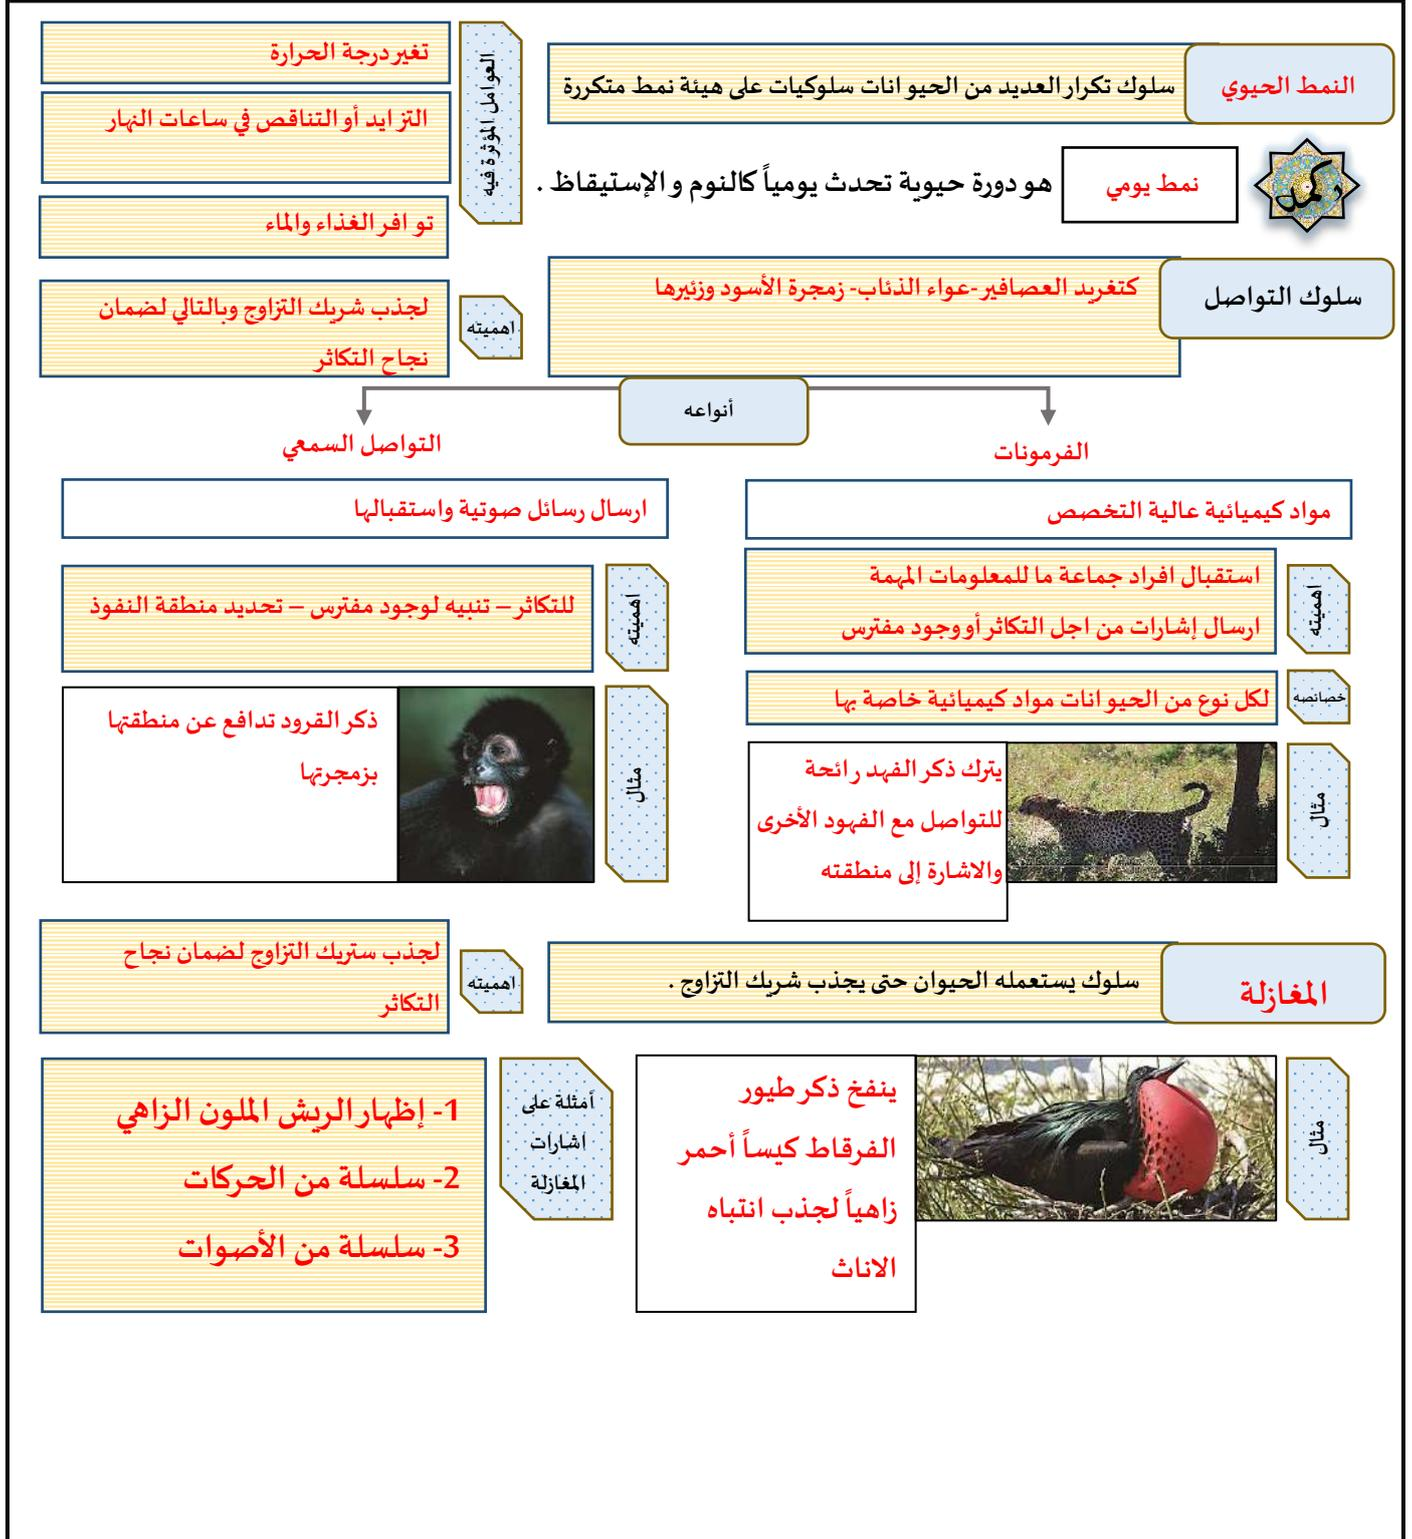 النمط الحيوي
سلوك تكرار العديد من الحيوانات سلوكيات على هيئة نمط متكررة
العوامل المؤثرة فيه
تغير درجة الحرارة
التزايد أو التناقص في ساعات النهار
توافر الغذاء والماء
نمط يومي
هو دورة حيوية تحدث يومياً كالنوم و الإستيقاظ .
سلوك التواصل
كتغريد العصافير -عواء الذئاب- زمجرة الأسود وزئيرها
اهميته
لجذب شريك التزاوج وبالتالي لضمان
نجاح التكاثر
أنواعه
الفرمونات
مواد كيميائية عالية التخصص
اهميته
استقبال افراد جماعة ما للمعلومات المهمة
ارسال إشارات من اجل التكاثر أو وجود مفترس
خصائصه
لكل نوع من الحيوانات مواد كيميائية خاصة بها
مثال
يترك ذكر الفهد رائحة
للتواصل مع الفهود الأخرى
والاشارة إلى منطقته
التواصل السمعي
ارسال رسائل صوتية واستقبالها
اهميته
للتكاثر – تنبيه لوجود مفترس – تحديد منطقة النفوذ
مثال
ذكر القرود تدافع عن منطقتها
بزمجرتها
المغازلة
سلوك يستعمله الحيوان حتى يجذب شريك التزاوج .
اهميته
لجذب ستريك التزاوج لضمان نجاح
التكاثر
مثال
ينفخ ذكر طيور
الفرقاط كيساً أحمر
زاهياً لجذب انتباه
الاناث
أمثلة على
اشارات
المغازلة
1- إظهار الريش الملون الزاهي
2- سلسلة من الحركات
3- سلسلة من الأصوات